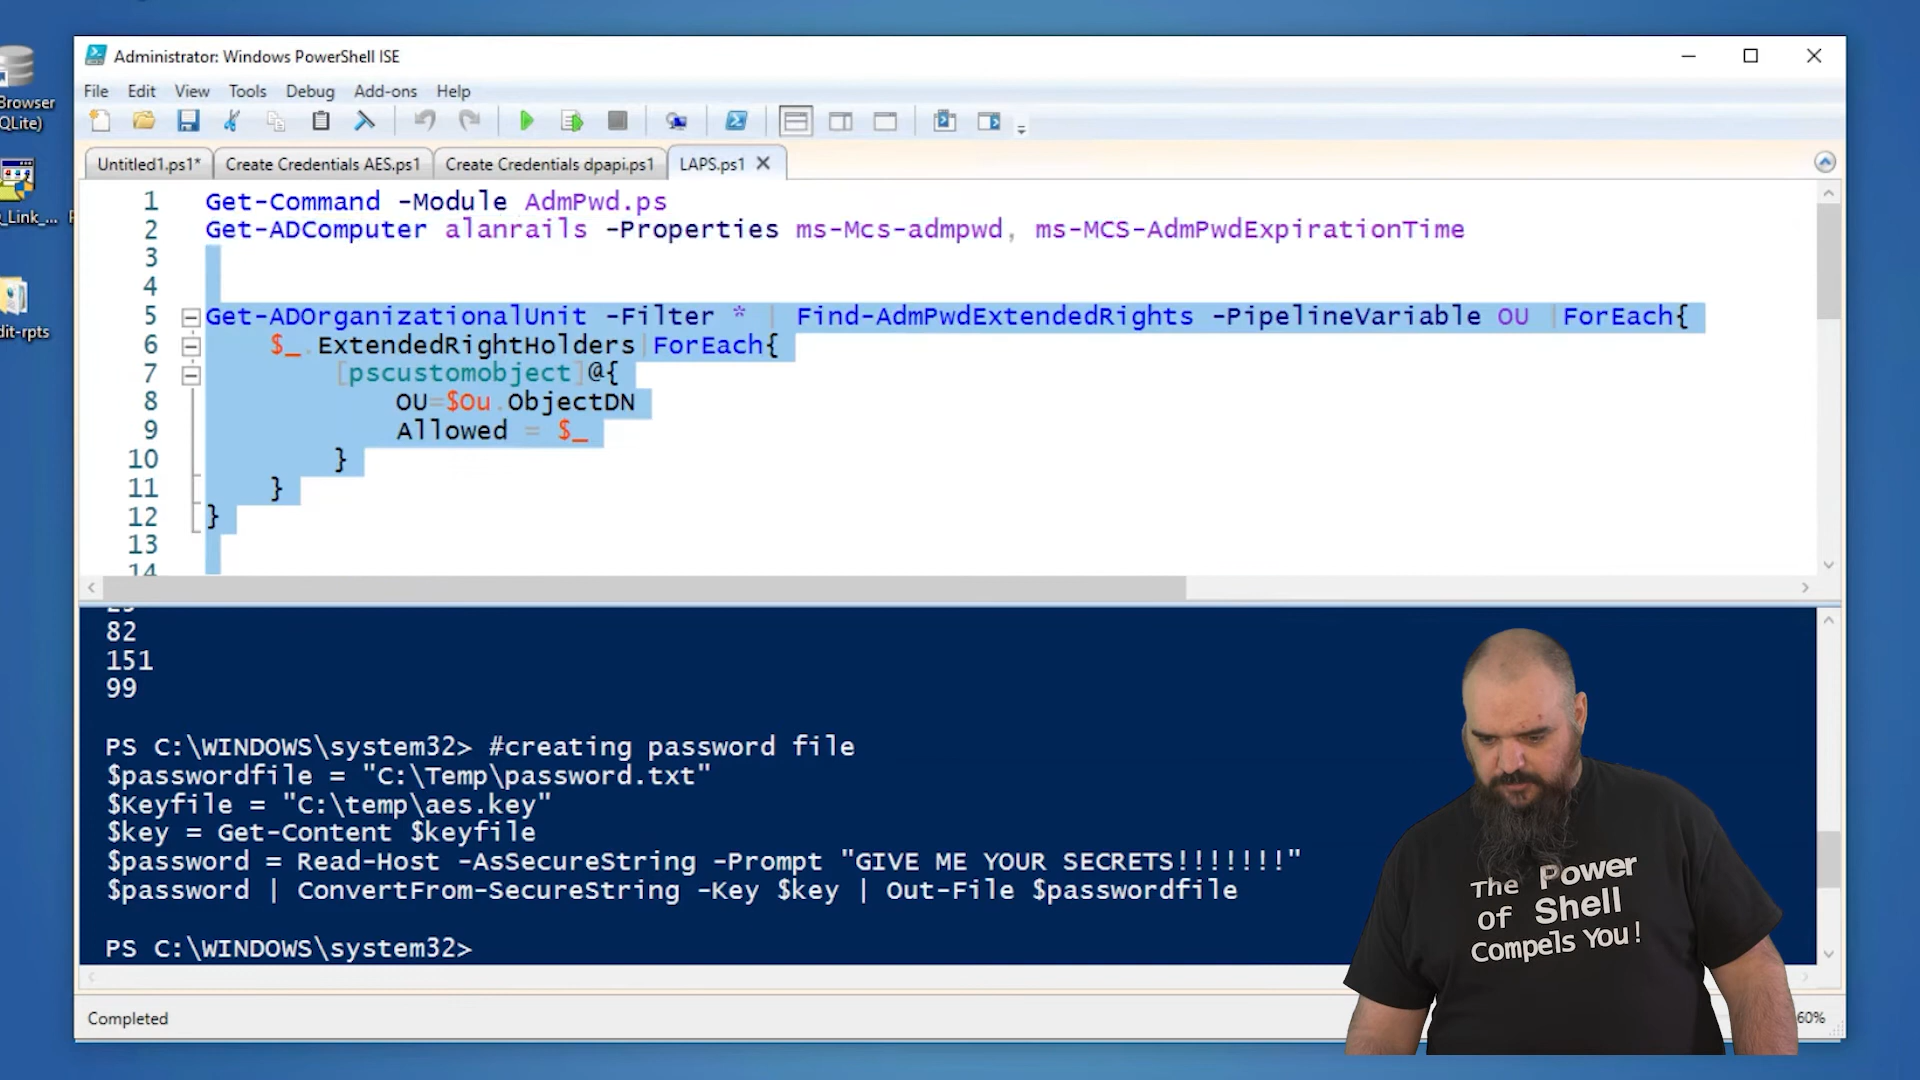 Browser
QLite)
_Link_...
dit-rpts
Administrator: Windows PowerShell ISE
File Edit View Tools Debug Add-ons Help
Untitled1.ps1* Create Credentials AES.ps1 Create Credentials dpapi.ps1 LAPS.ps1
1 Get-Command -Module AdmPwd.ps
2 Get-ADComputer alanrails -Properties ms-Mcs-admpwd, ms-MCS-AdmPwdExpirationTime
3
4
5 Get-ADOrganizationalUnit -Filter * | Find-AdmPwdExtendedRights -PipelineVariable OU |ForEach{
6 $_.ExtendedRightHolders|ForEach{
7 [pscustomobject]@{
8 OU=$Ou.ObjectDN
9 Allowed = $_
10 }
11 }
12 }
13
14
82
151
99
PS C:\WINDOWS\system32> #creating password file
$passwordfile = "C:\Temp\password.txt"
$Keyfile = "C:\temp\aes.key"
$key = Get-Content $keyfile
$password = Read-Host -AsSecureString -Prompt "GIVE ME YOUR SECRETS!!!!!!!"
$password | ConvertFrom-SecureString -Key $key | Out-File $passwordfile
PS C:\WINDOWS\system32>
The Power
of Shell
Compels You!
Completed
60%